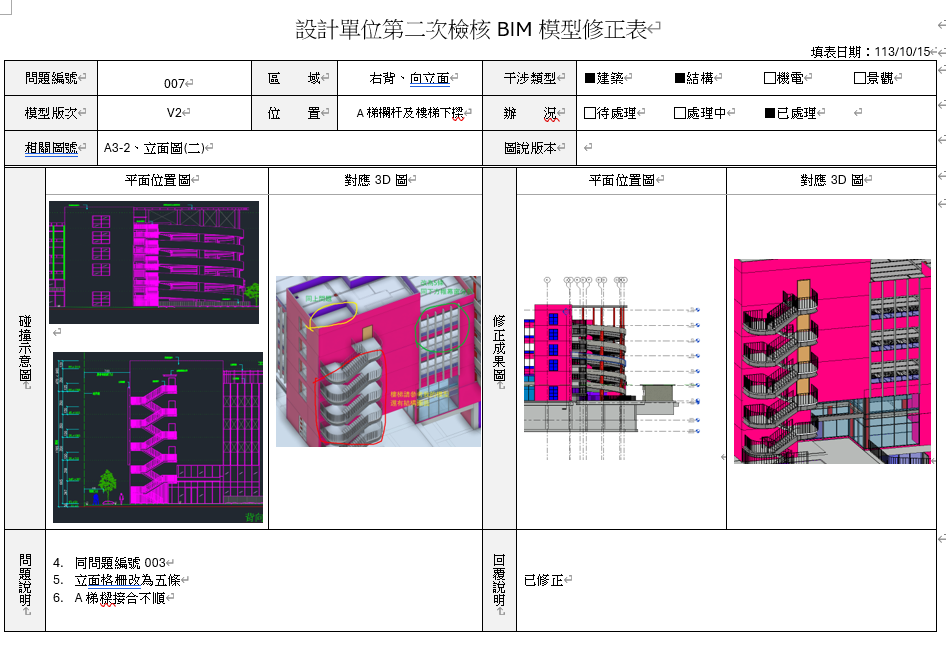 設計單位第二次檢核 BIM 模型修正表
填表日期：113/10/15
問題編號 007 區域 右背、向立面 干涉類型 ■建築 ■結構 □機電 □景觀
模型版次 V2 位置 A 梯欄杆及樓梯下樑 辦況 □待處理 □處理中 ■已處理
相關圖號 A3-2、立面圖(二) 圖說版本
碰撞示意圖 平面位置圖 對應 3D 圖 修正成果圖 平面位置圖 對應 3D 圖
同上問題
問題說明
4. 同問題編號 003
5. 立面格柵改為五條
6. A 梯樑接合不順
回覆說明 已修正